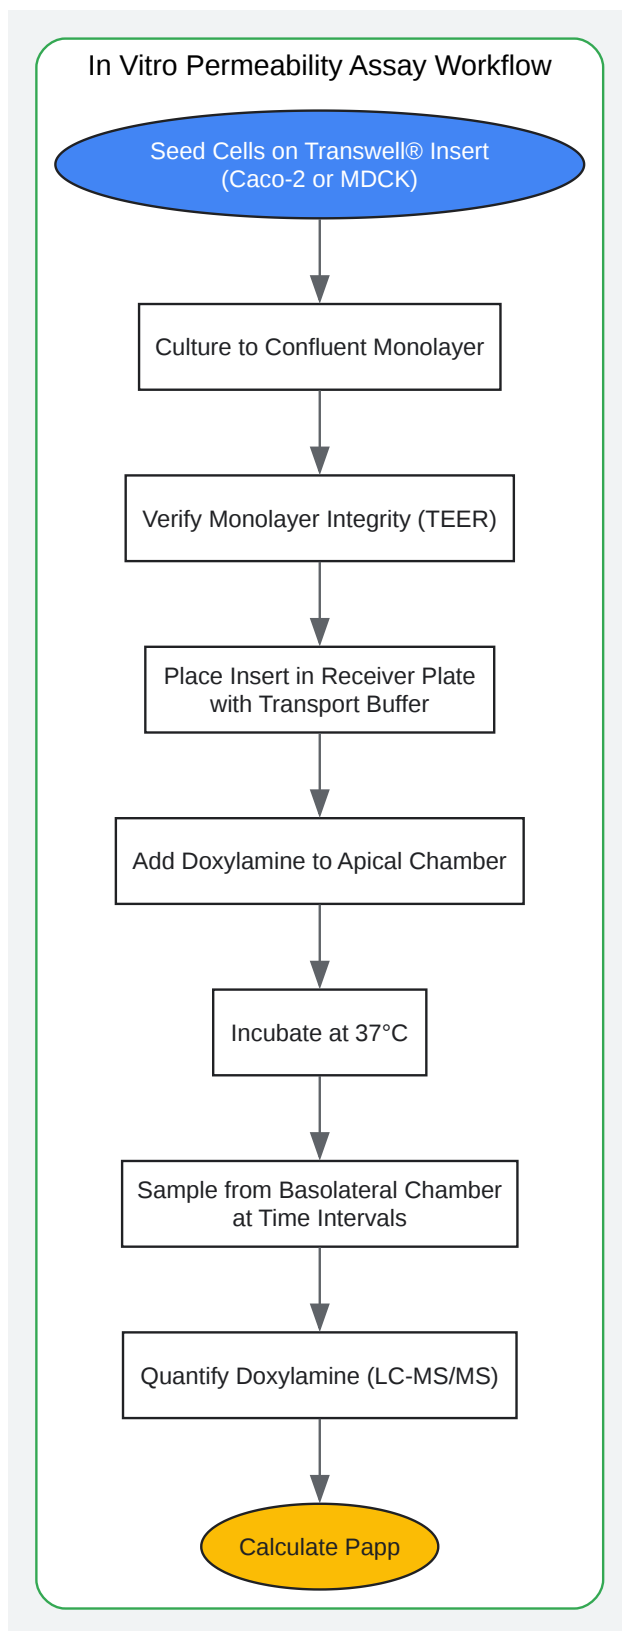 In Vitro Permeability Assay Workflow
Seed Cells on Transwell® Insert
(Caco-2 or MDCK)
Culture to Confluent Monolayer
Verify Monolayer Integrity (TEER)
Place Insert in Receiver Plate
with Transport Buffer
Add Doxylamine to Apical Chamber
Incubate at 37°C
Sample from Basolateral Chamber
at Time Intervals
Quantify Doxylamine (LC-MS/MS)
Calculate Papp